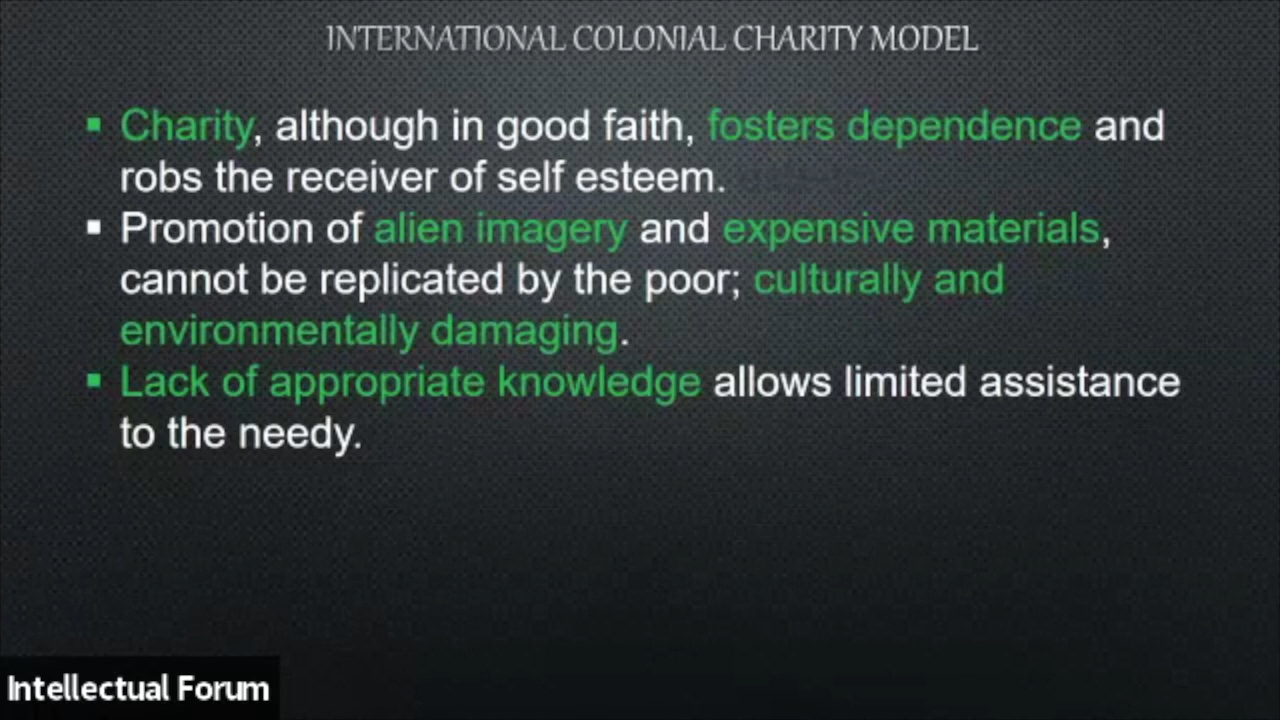 INTERNATIONAL COLONIAL CHARITY MODEL
▪ Charity, although in good faith, fosters dependence and
robs the receiver of self esteem.
▪ Promotion of alien imagery and expensive materials,
cannot be replicated by the poor; culturally and
environmentally damaging.
▪ Lack of appropriate knowledge allows limited assistance
to the needy.
Intellectual Forum